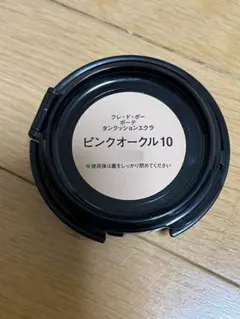 クレ・ド・ポー
ボーテ
タンクッションエクラ
ピンクオークル10
※使用後は蓋をしっかり閉めてください